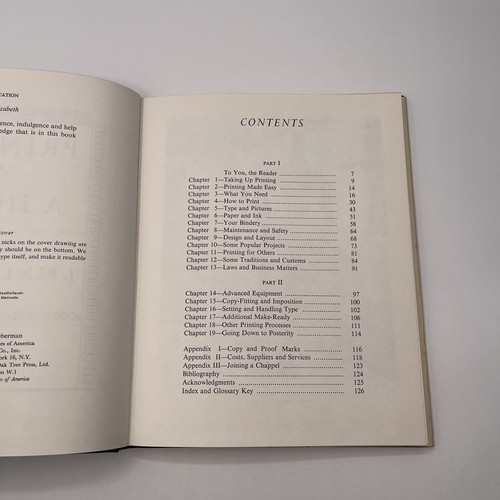 zabeth
ence, indulgence and help
edge that is in this book
cover
nicks on the cover drawing are
y should be on the bottom. We
ype itself, and make it readable
eberman
es of America
Co., Inc.
ork 16, N.Y.
Oak Tree Press, Ltd.
on W.1
es of America
CONTENTS
PART I
To You, the Reader 7
Chapter 1—Taking Up Printing 9
Chapter 2—Printing Made Easy 14
Chapter 3—What You Need 16
Chapter 4—How to Print 30
Chapter 5—Type and Pictures 43
Chapter 6—Paper and Ink 51
Chapter 7—Your Bindery 58
Chapter 8—Maintenance and Safety 64
Chapter 9—Design and Layout 68
Chapter 10—Some Popular Projects 73
Chapter 11—Printing for Others 81
Chapter 12—Some Traditions and Customs 84
Chapter 13—Laws and Business Matters 91
PART II
Chapter 14—Advanced Equipment 97
Chapter 15—Copy-Fitting and Imposition 100
Chapter 16—Setting and Handling Type 102
Chapter 17—Additional Make-Ready 106
Chapter 18—Other Printing Processes 111
Chapter 19—Going Down to Posterity 114
Appendix I—Copy and Proof Marks 116
Appendix II—Costs, Suppliers and Services 118
Appendix III—Joining a Chappel 123
Bibliography 124
Acknowledgments 125
Index and Glossary Key 126